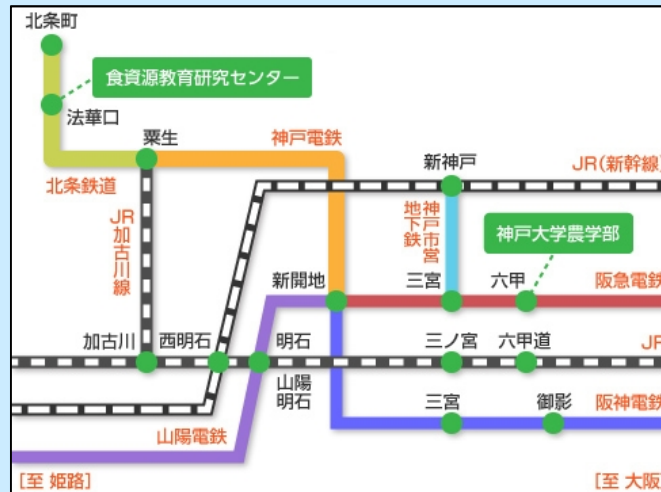 北条町
食資源教育研究センター
法華口
粟生
神戸電鉄
新神戸
JR(新幹線)
北条鉄道
JR加古川線
神戸市営
地下鉄
神戸大学農学部
新開地
三宮
六甲
阪急電鉄
加古川
西明石
明石
三ノ宮
六甲道
JR
山陽
明石
三宮
御影
阪神電鉄
山陽電鉄
[至 姫路]
[至 大阪